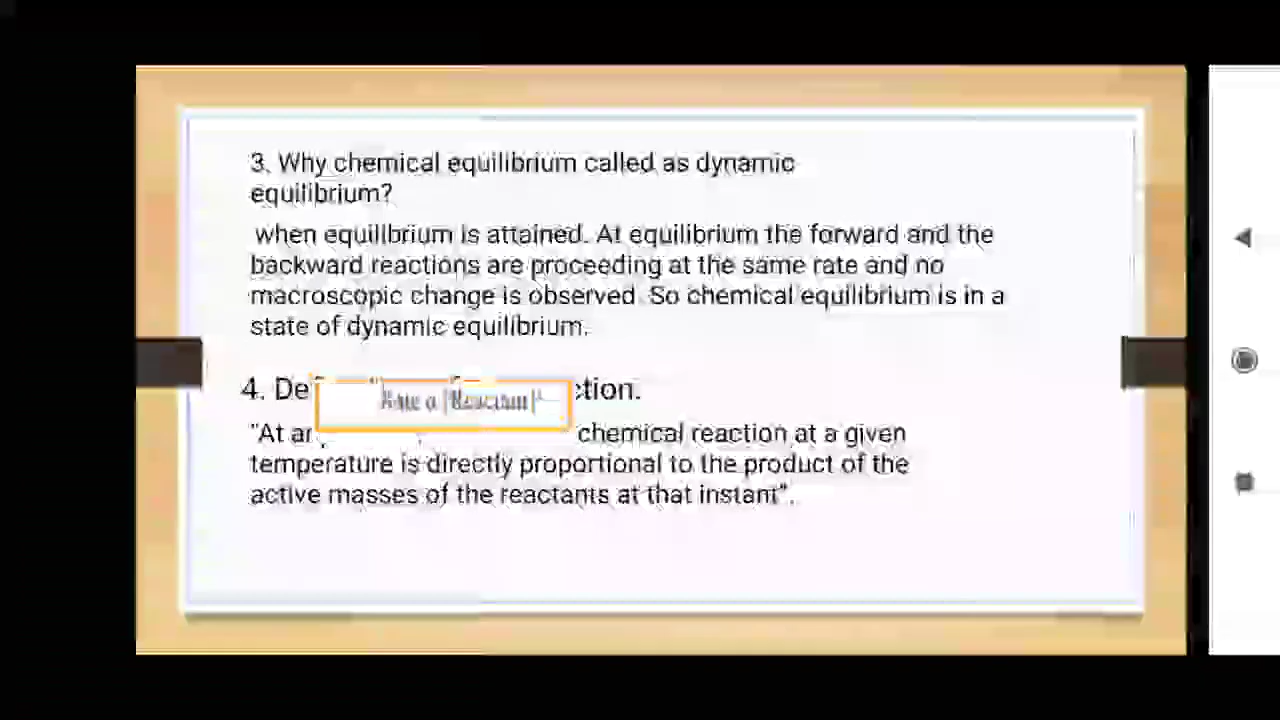 3. Why chemical equilibrium called as dynamic
equilibrium?
when equilibrium is attained. At equilibrium the forward and the
backward reactions are proceeding at the same rate and no
macroscopic change is observed. So chemical equilibrium is in a
state of dynamic equilibrium.
4. De ction.
[Reactant]
"At an chemical reaction at a given
temperature is directly proportional to the product of the
active masses of the reactants at that instant".